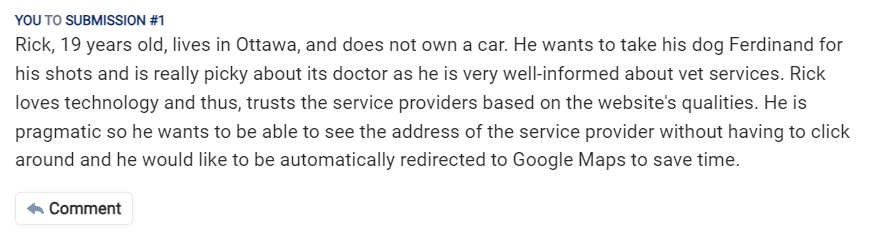 YOU TO SUBMISSION #1
Rick, 19 years old, lives in Ottawa, and does not own a car. He wants to take his dog Ferdinand for
his shots and is really picky about its doctor as he is very well-informed about vet services. Rick
loves technology and thus, trusts the service providers based on the website's qualities. He is
pragmatic so he wants to be able to see the address of the service provider without having to click
around and he would like to be automatically redirected to Google Maps to save time.
Comment